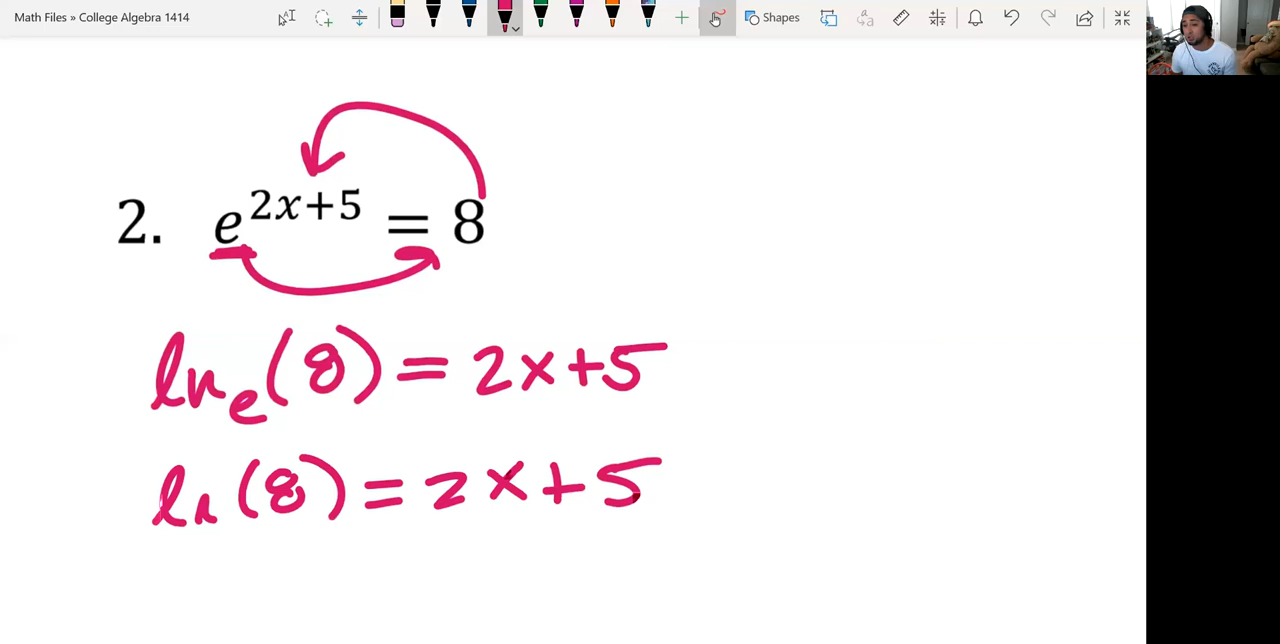 Math Files » College Algebra 1414
Shapes
2. e^{2x+5} = 8
ln_e(8) = 2x+5
ln(8) = 2x+5